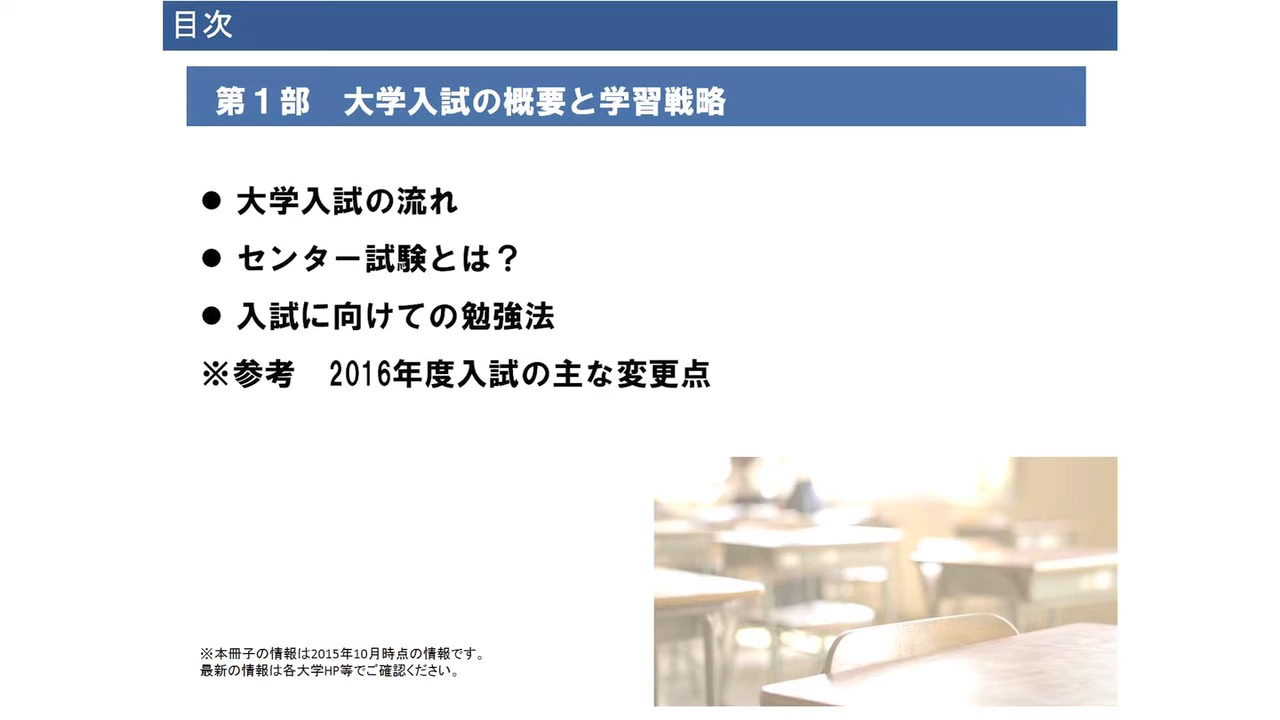 目次
第１部　大学入試の概要と学習戦略
● 大学入試の流れ
● センター試験とは？
● 入試に向けての勉強法
※参考　2016年度入試の主な変更点
※本冊子の情報は2015年10月時点の情報です。
最新の情報は各大学HP等でご確認ください。